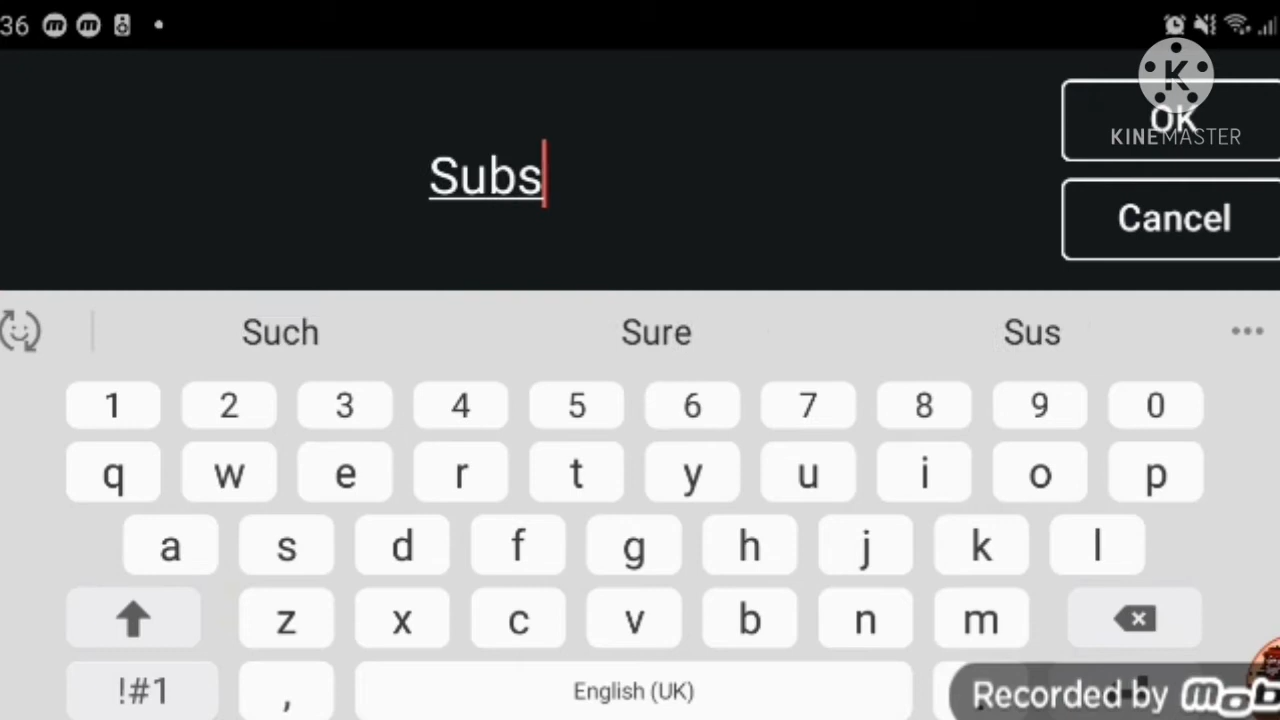 36
K
OK
KINEMASTER
Subs
Cancel
Such Sure Sus
1 2 3 4 5 6 7 8 9 0
q w e r t y u i o p
a s d f g h j k l
z x c v b n m
!#1 , English (UK)
Recorded by mob